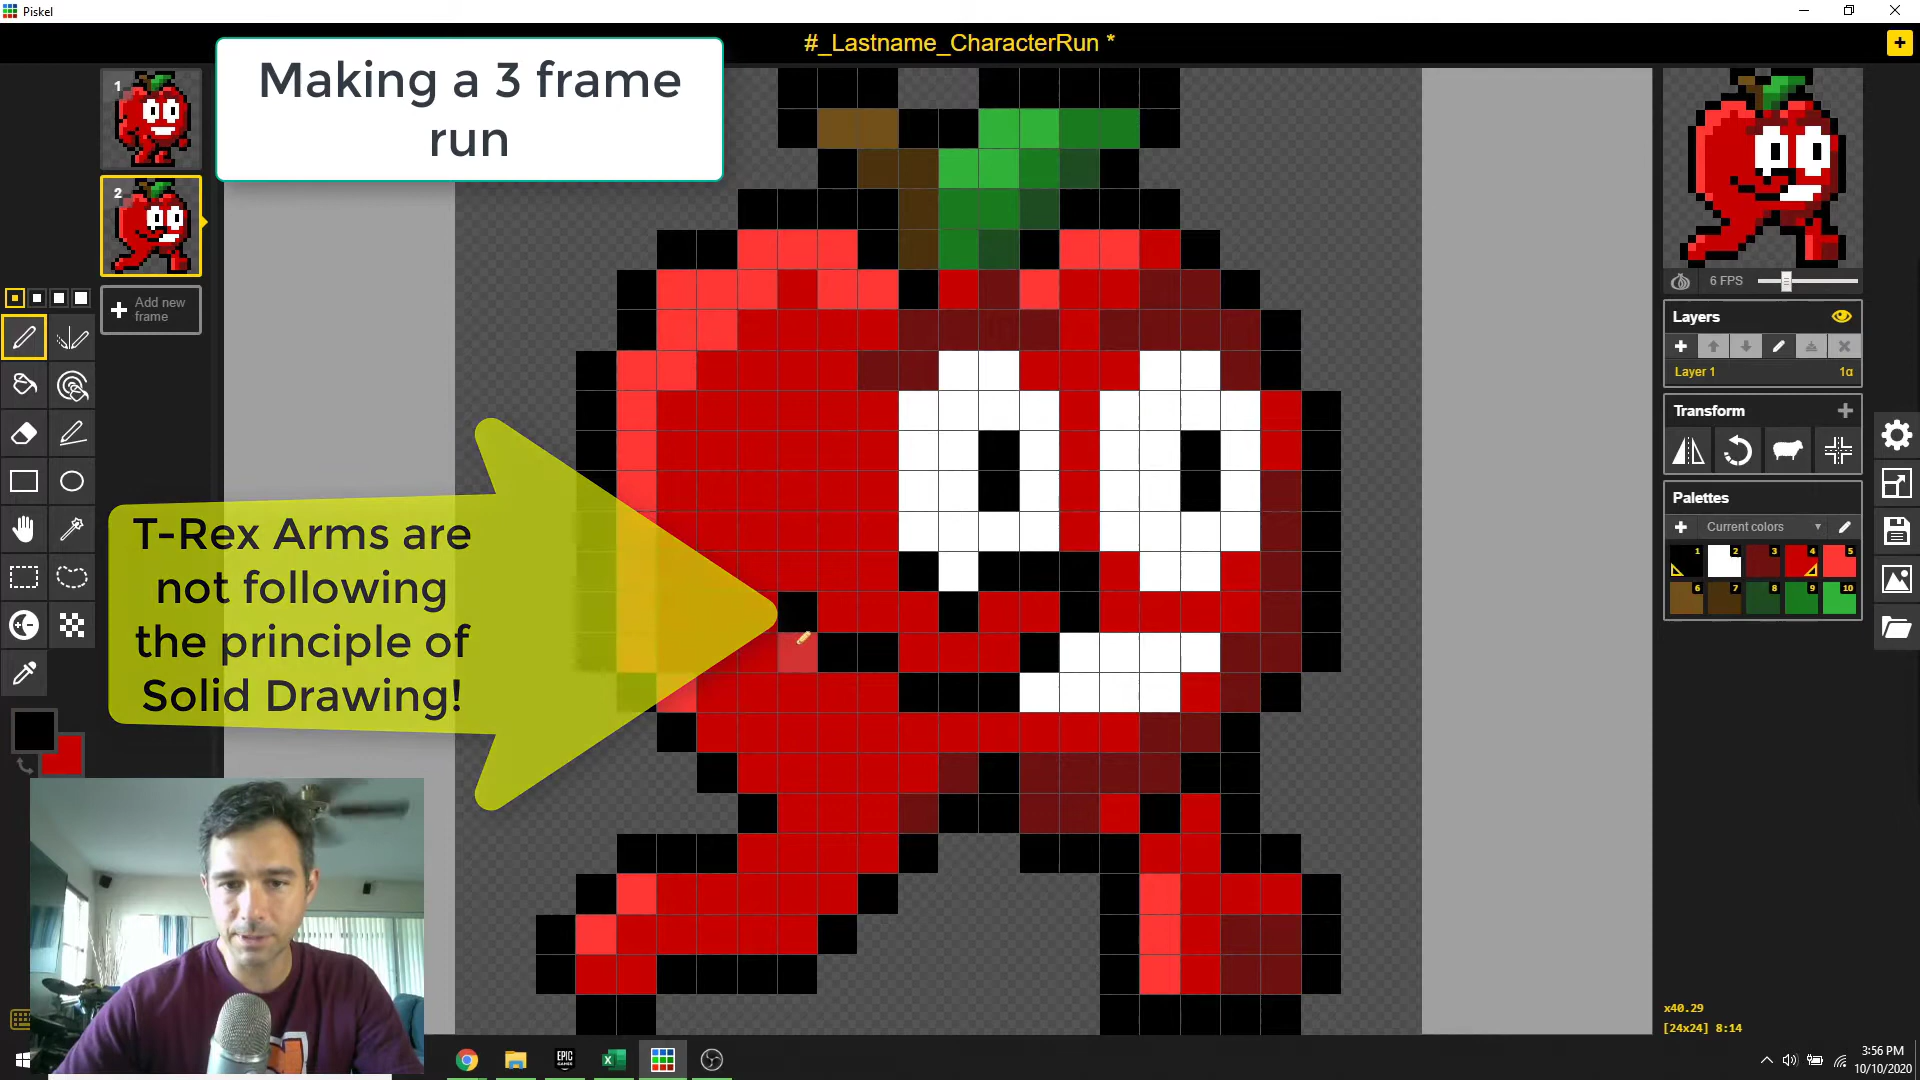 Piskel
#_Lastname_CharacterRun *
Making a 3 frame
run
1
2
Add new
frame
T-Rex Arms are
not following
the principle of
Solid Drawing!
6 FPS
Layers
Layer 1
1α
Transform
Palettes
Current colors
1
2
3
4
5
6
7
8
9
10
x40.29
[24x24] 8:14
EPIC
GAMES
3:56 PM
10/10/2020